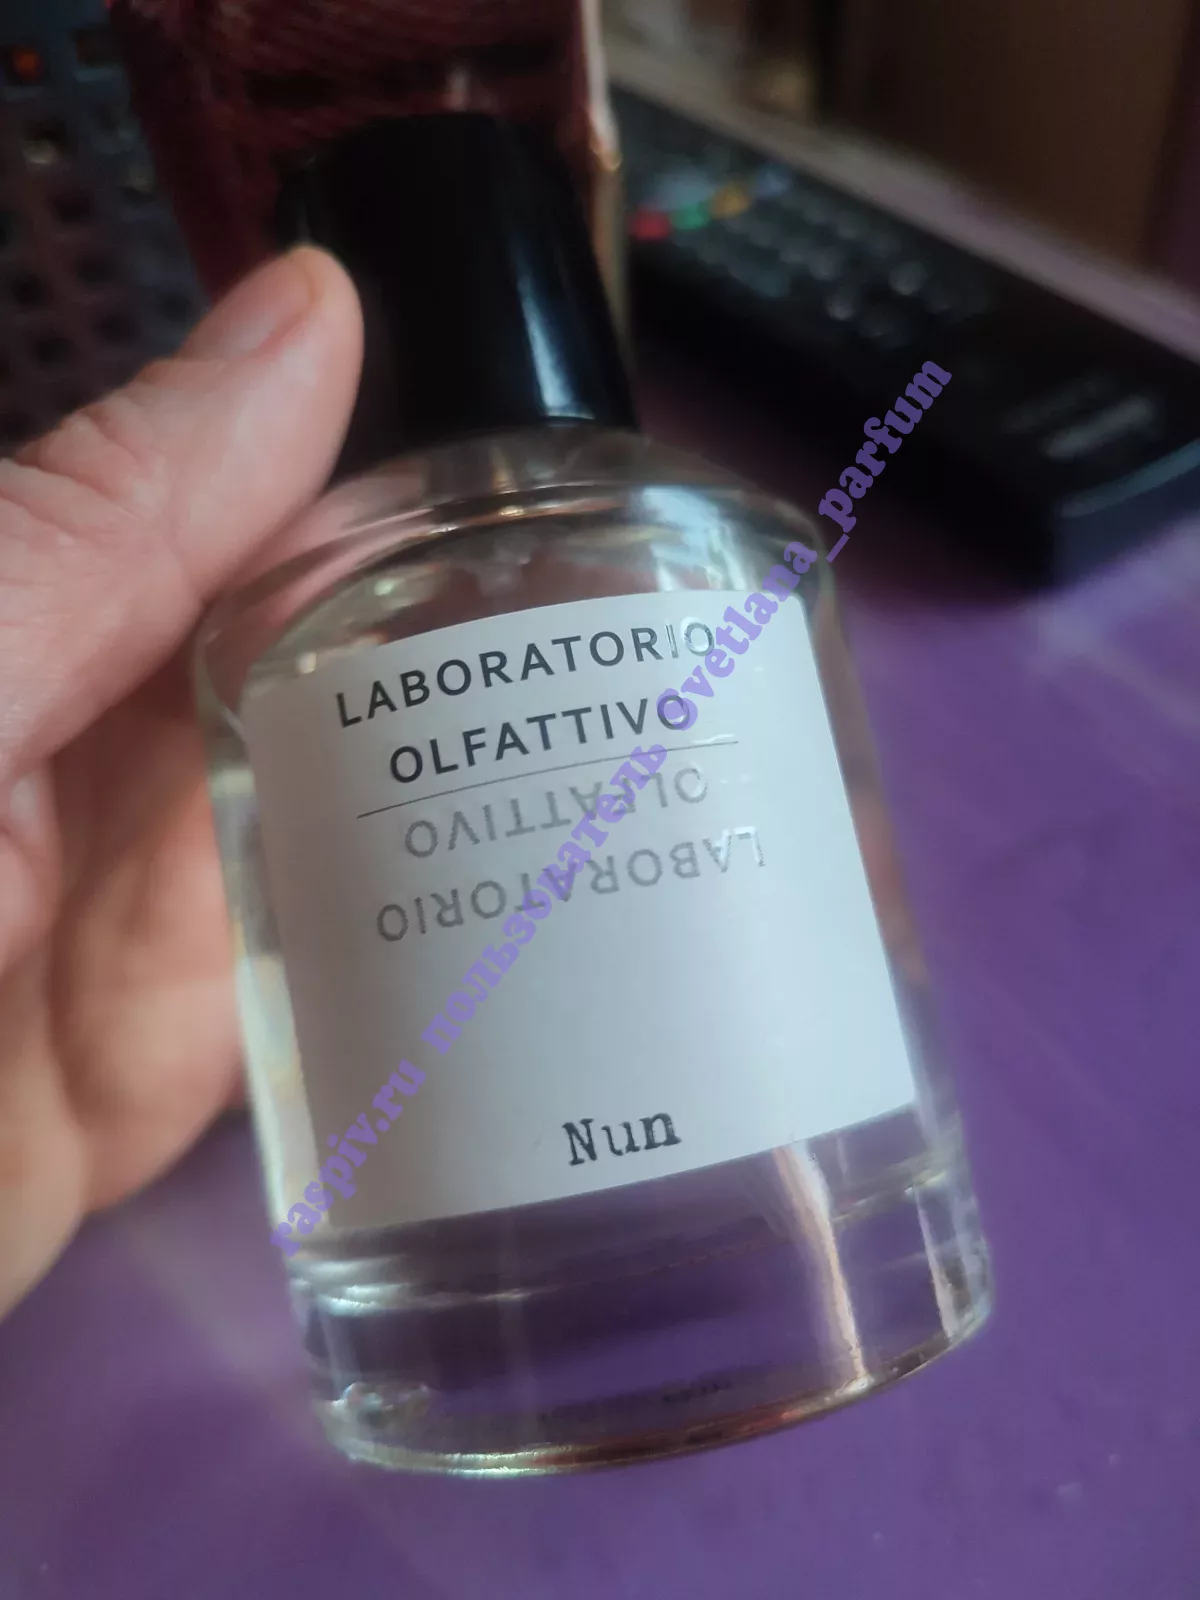 LABORATORIO
OLFATTIVO
OLFATTIVO
LABORATORIO
Nun
raspiv.ru пользователь Svetlana_parfum